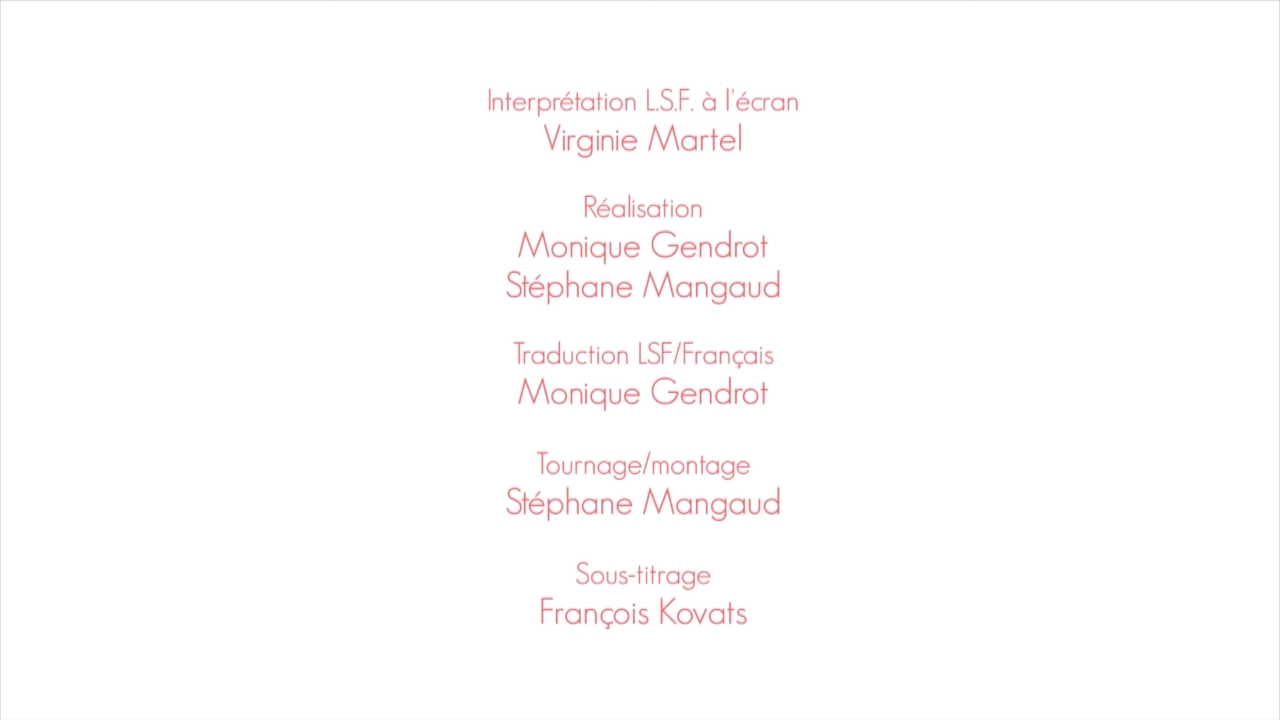 Interprétation L.S.F. à l'écran
Virginie Martel
Réalisation
Monique Gendrot
Stéphane Mangaud
Traduction LSF/Français
Monique Gendrot
Tournage/montage
Stéphane Mangaud
Sous-titrage
François Kovats